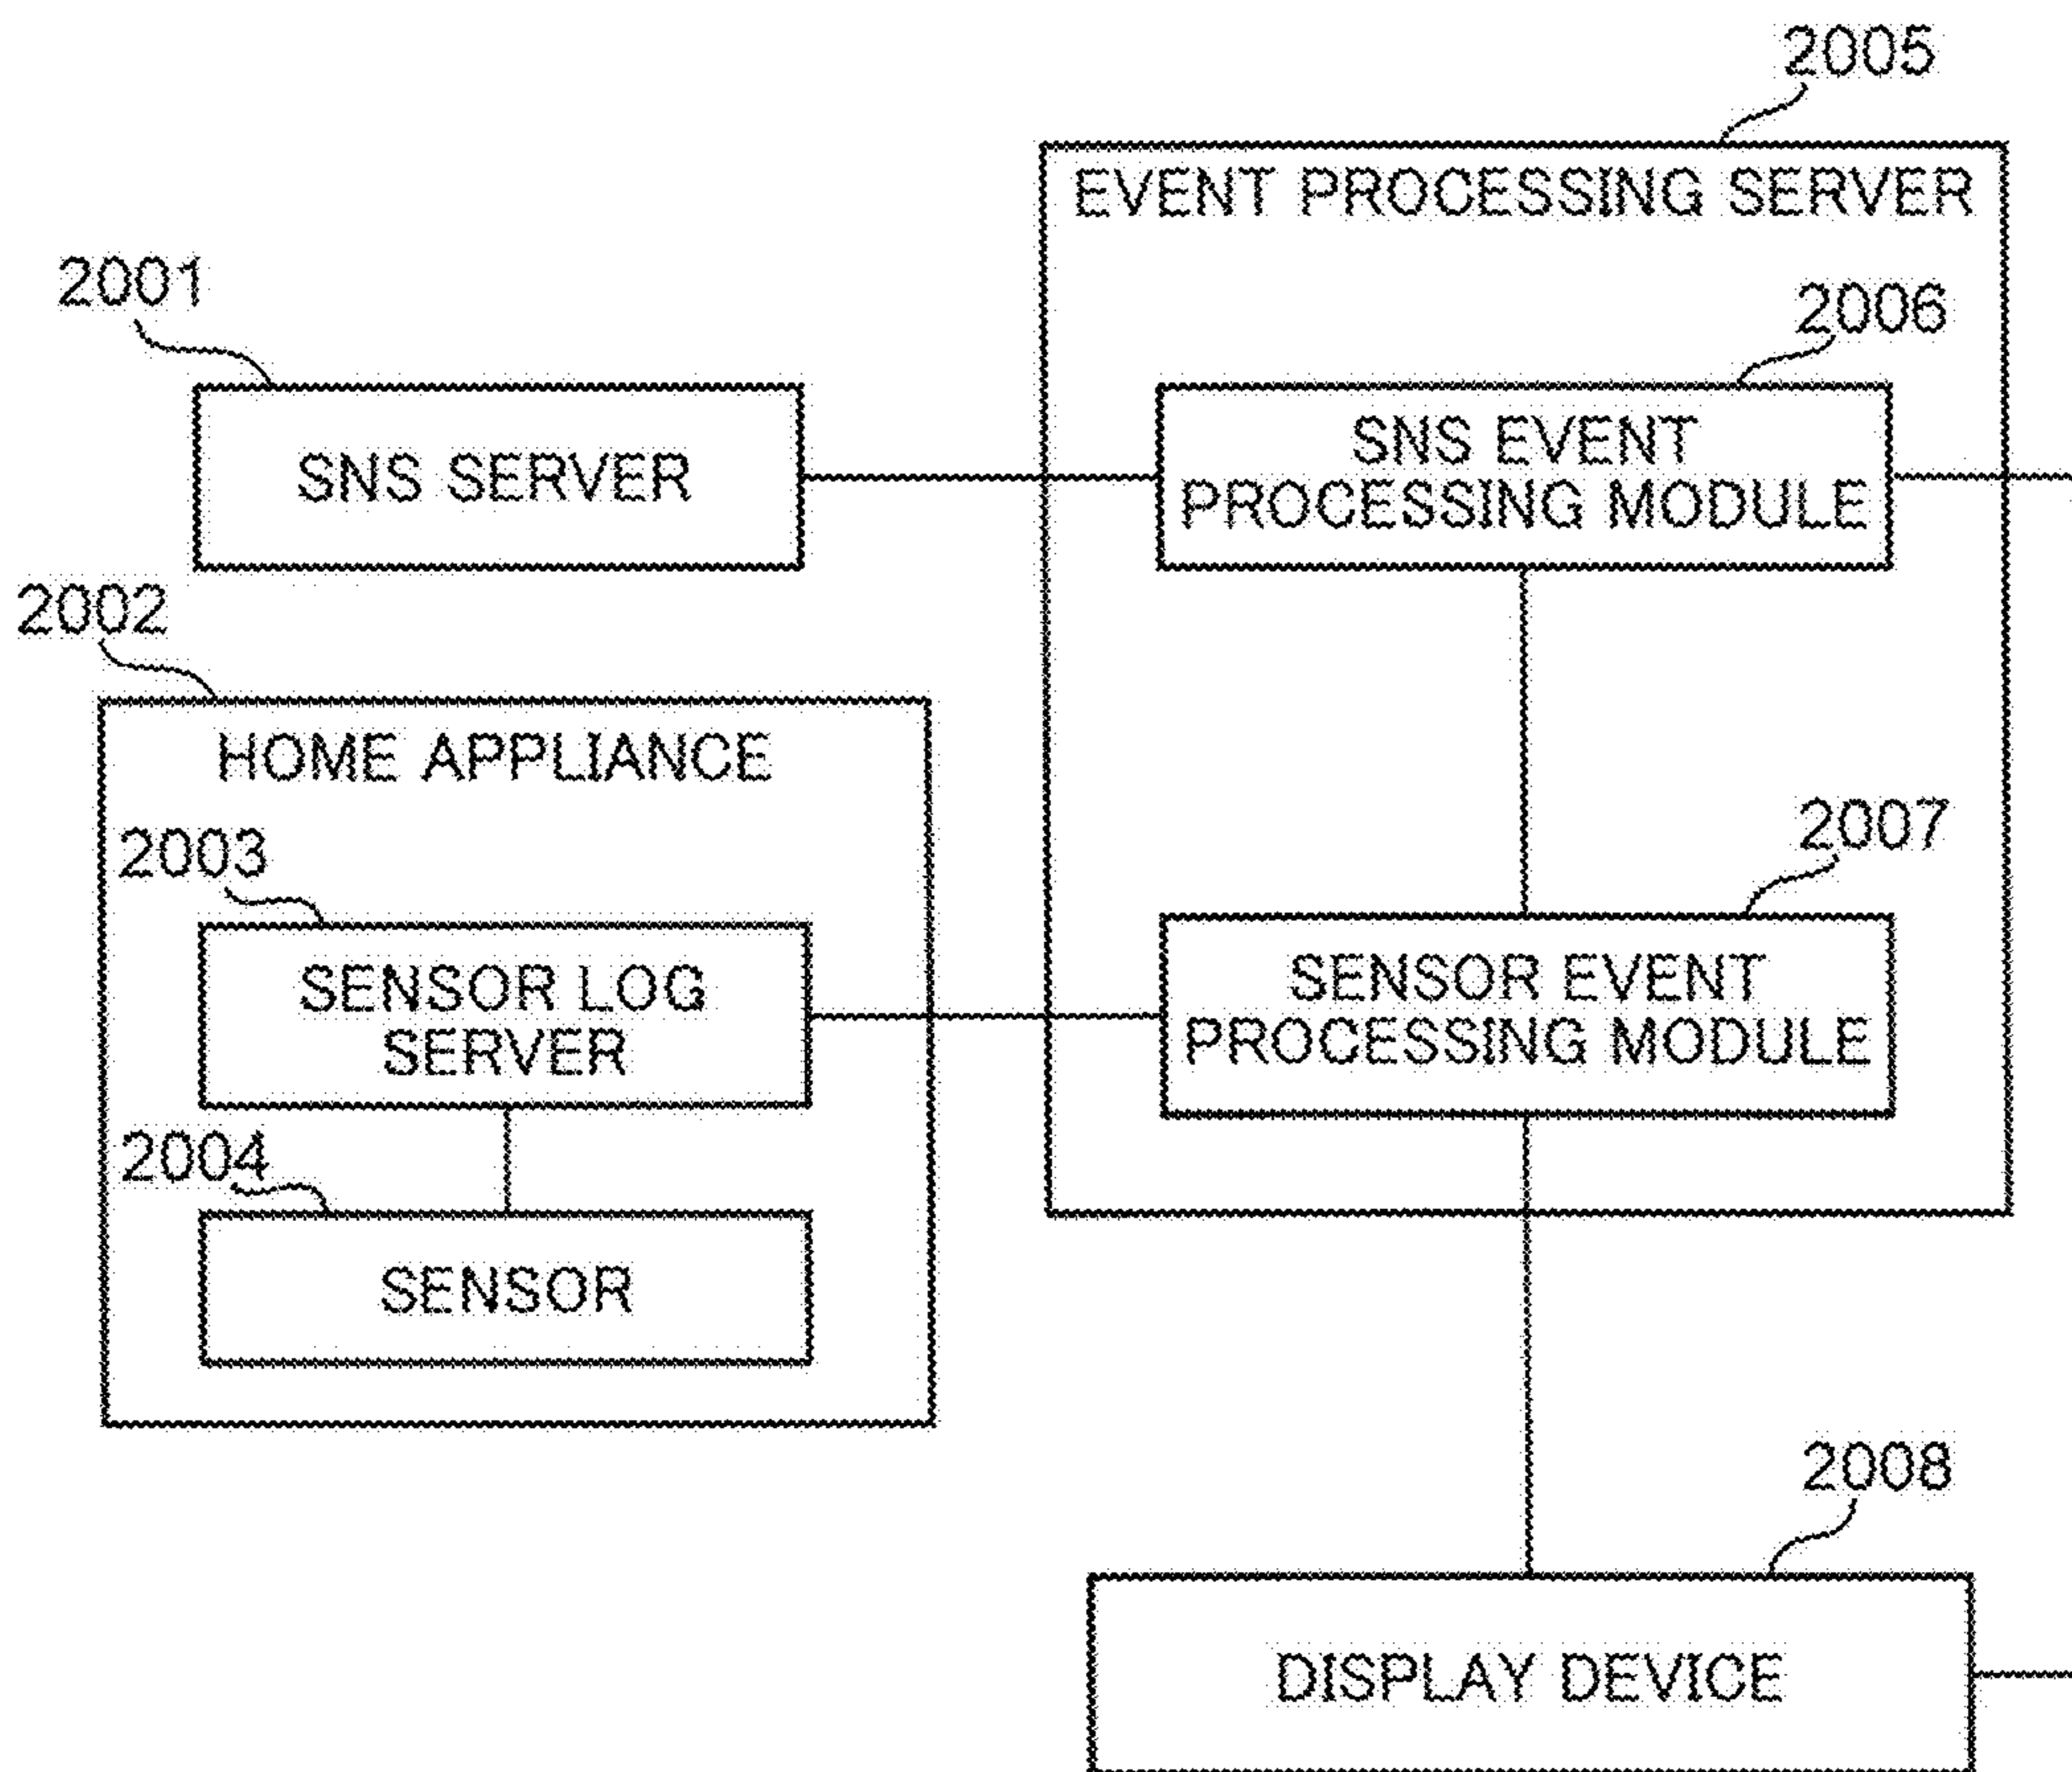 2005
EVENT PROCESSING SERVER
2001
2006
SNS SERVER
SNS EVENT
PROCESSING MODULE
2002
HOME APPLIANCE
2003
2007
SENSOR LOG
SERVER
SENSOR EVENT
PROCESSING MODULE
2004
SENSOR
2008
DISPLAY DEVICE